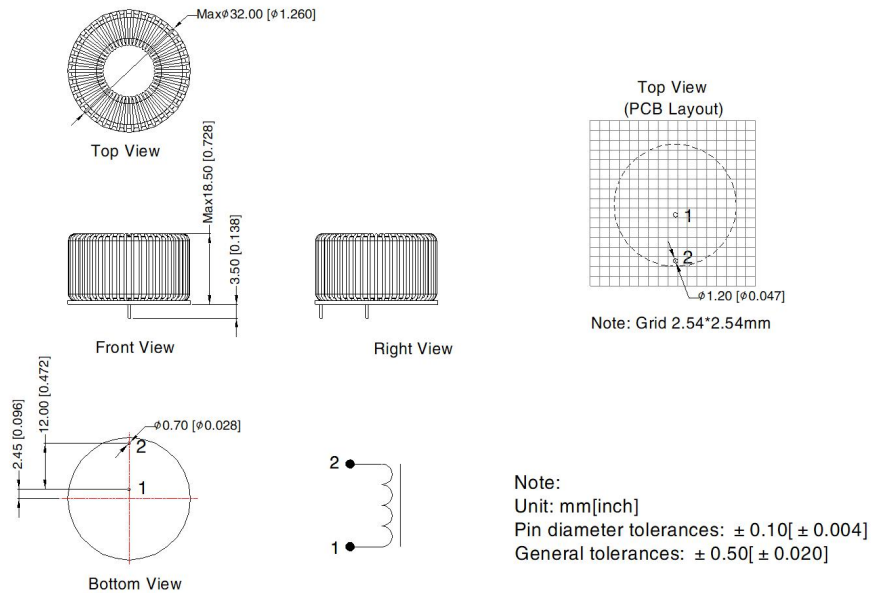 Maxφ32.00 [φ1.260]
Top View
Max18.50 [0.728]
3.50 [0.138]
Front View
Right View
Top View
(PCB Layout)
1
2
φ1.20 [φ0.047]
Note: Grid 2.54*2.54mm
12.00 [0.472]
2.45 [0.096]
φ0.70 [φ0.028]
2
1
Bottom View
2
1
Note:
Unit: mm[inch]
Pin diameter tolerances: ± 0.10[ ± 0.004]
General tolerances: ± 0.50[ ± 0.020]